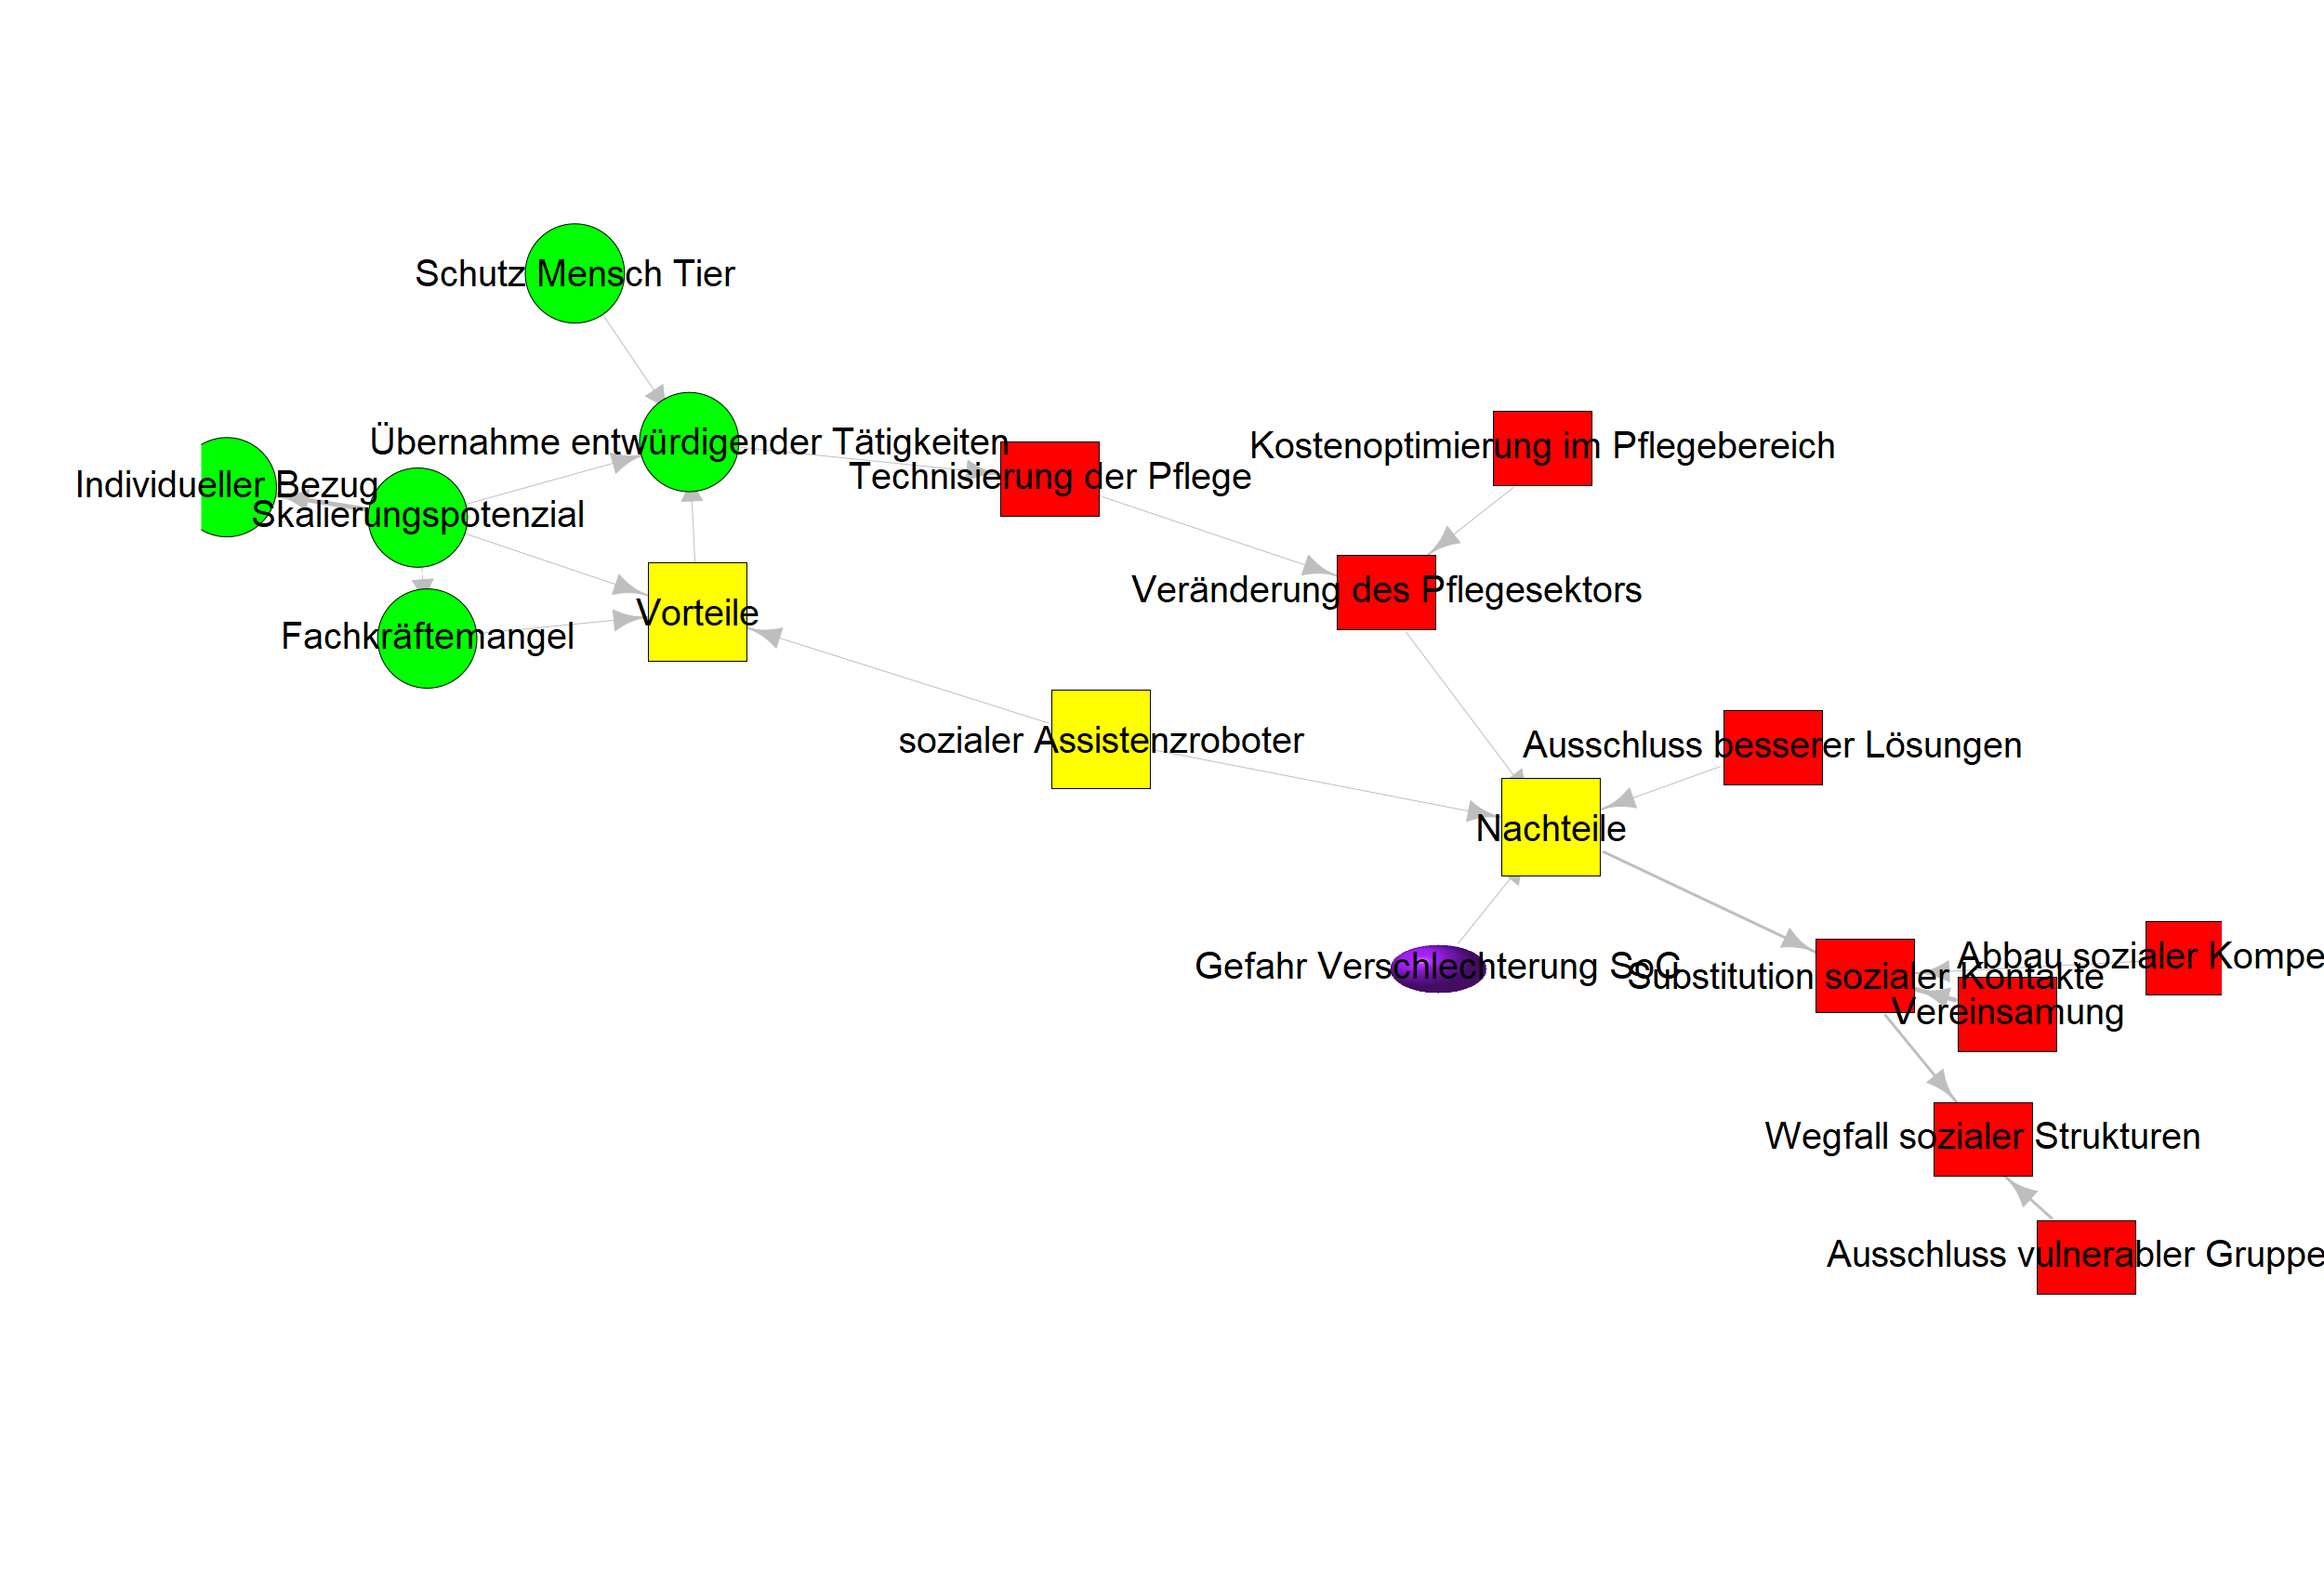 Schutz Mensch Tier
Übernahme entwürdigender Tätigkeiten
Kostenoptimierung im Pflegebereich
Technisierung der Pflege
Individueller Bezug
Skalierungspotenzial
Veränderung des Pflegesektors
Vorteile
Fachkräftemangel
sozialer Assistenzroboter
Ausschluss besserer Lösungen
Nachteile
Gefahr Verschlechterung SoC
Abbau sozialer Kompe
Substitution sozialer Kontakte
Vereinsamung
Wegfall sozialer Strukturen
Ausschluss vulnerabler Gruppe